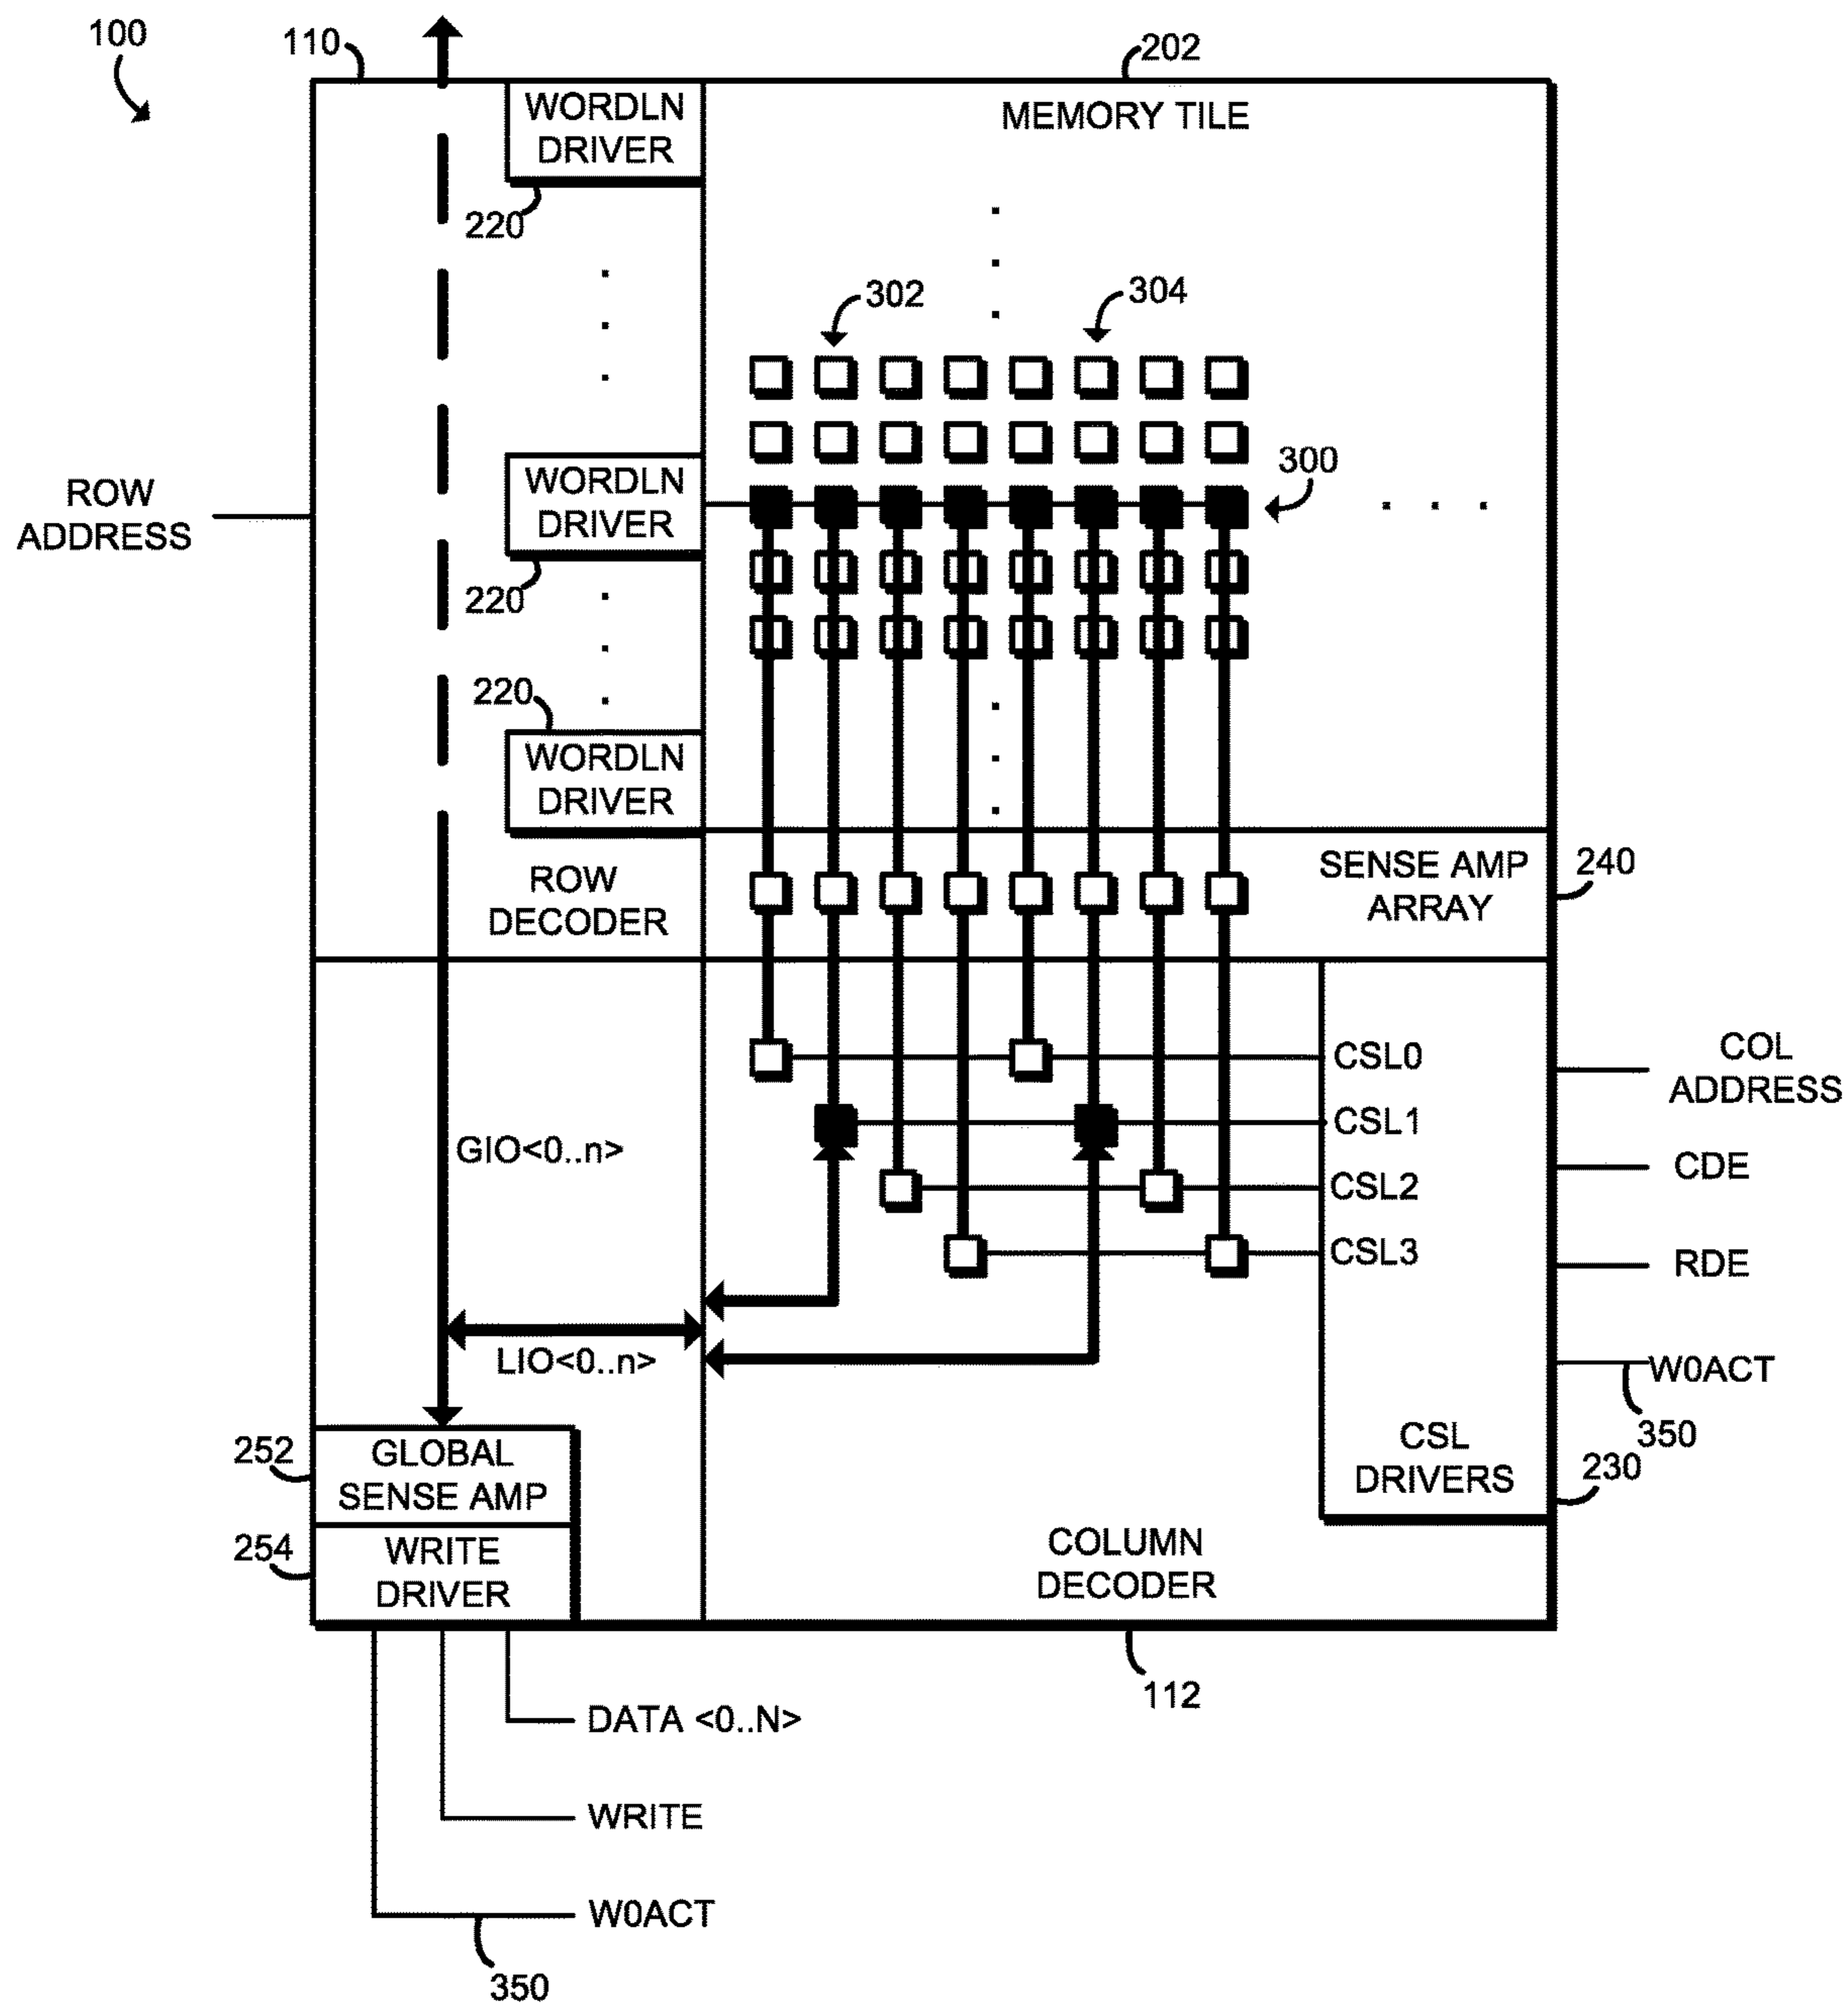 100
110
202
WORDLN
DRIVER
MEMORY TILE
220
302
304
ROW
ADDRESS
WORDLN
DRIVER
300
220
220
WORDLN
DRIVER
ROW
DECODER
SENSE AMP
ARRAY
240
CSL0
COL
ADDRESS
CSL1
GIO<0..n>
CDE
CSL2
CSL3
RDE
LIO<0..n>
W0ACT
350
252
GLOBAL
SENSE AMP
CSL
DRIVERS
230
254
WRITE
DRIVER
COLUMN
DECODER
112
DATA <0..N>
WRITE
W0ACT
350